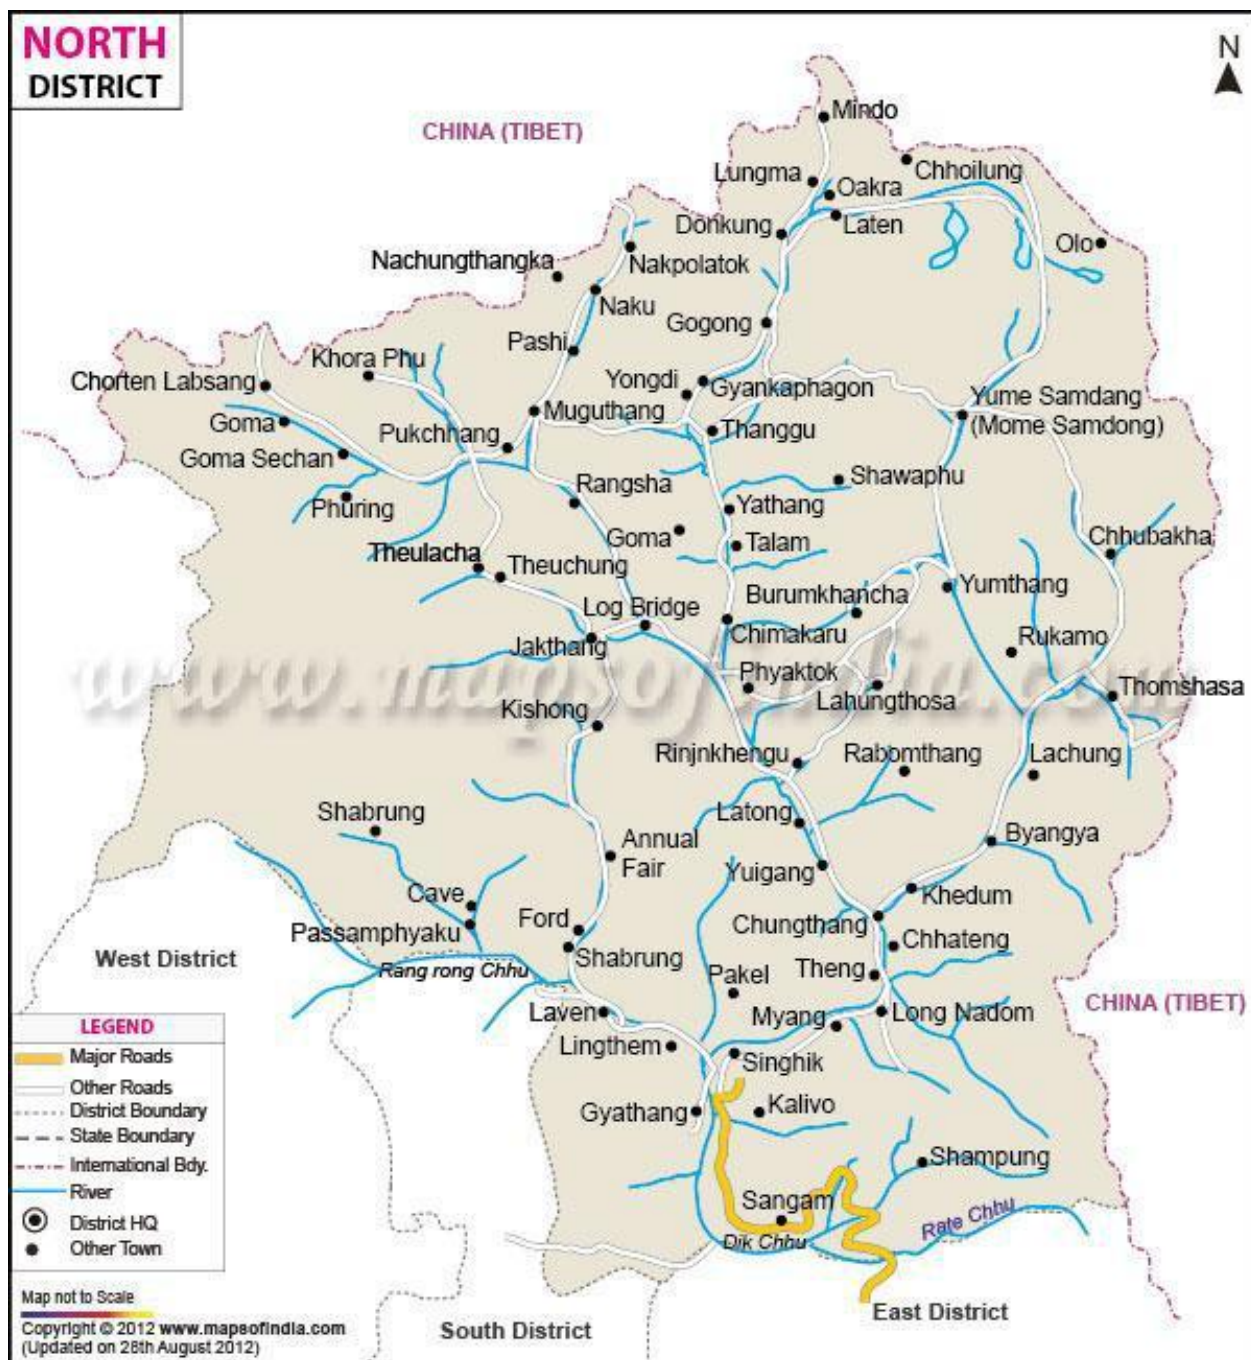 NORTH
DISTRICT
N
CHINA (TIBET)
Mindo
Chhoilung
Lungma
Oakra
Donkung
Laten
Olo
Nachungthangka
Nakpolatok
Naku
Gogong
Pashi
Khora Phu
Chorten Labsang
Yongdi
Gyankaphagon
Yume Samdang
(Mome Samdong)
Goma
Muguthang
Pukchhang
Thanggu
Goma Sechan
Shawaphu
Rangsha
Phuring
Yathang
Goma
Talam
Chhubakha
Theulacha
Theuchung
Burumkhancha
Yumthang
Log Bridge
Chimakaru
Rukamo
Jakthang
www.mapsofindia.com
Phyaktok
Lahungthosa
Thomshasa
Kishong
Rinjnkhengu
Rabomthang
Lachung
Shabrung
Latong
Annual
Fair
Byangya
Yuigang
Cave
Khedum
Ford
Chungthang
Passamphyaku
Chhateng
West District
Rang rong Chhu
Shabrung
Pakel
Theng
CHINA (TIBET)
Laven
Myang
Long Nadom
Lingthem
Singhik
Gyathang
Kalivo
Shampung
Sangam
Rate Chhu
Dik Chhu
East District
South District
LEGEND
Major Roads
Other Roads
District Boundary
State Boundary
International Bdy.
River
District HQ
Other Town
Map not to Scale
Copyright © 2012 www.mapsofindia.com
(Updated on 28th August 2012)